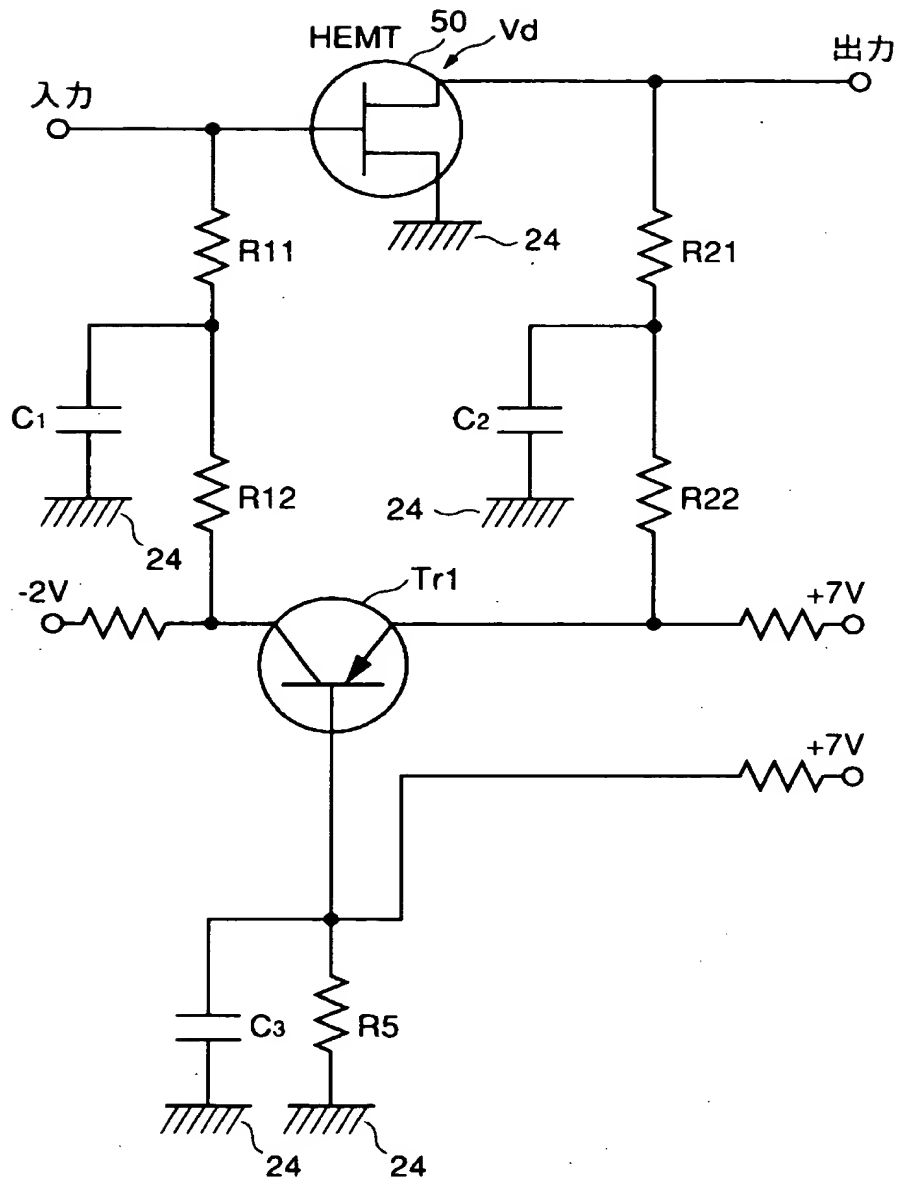 HEMT
50
Vd
入力
出力
R11
24
R21
C1
C2
R12
24
R22
24
-2V
Tr1
+7V
+7V
C3
R5
24
24